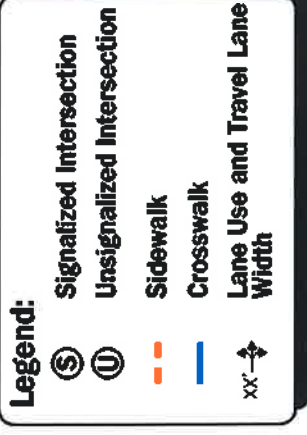 Legend:
S Signalized Intersection
U Unsignalized Intersection
Sidewalk
Crosswalk
xx' Lane Use and Travel Lane
Width